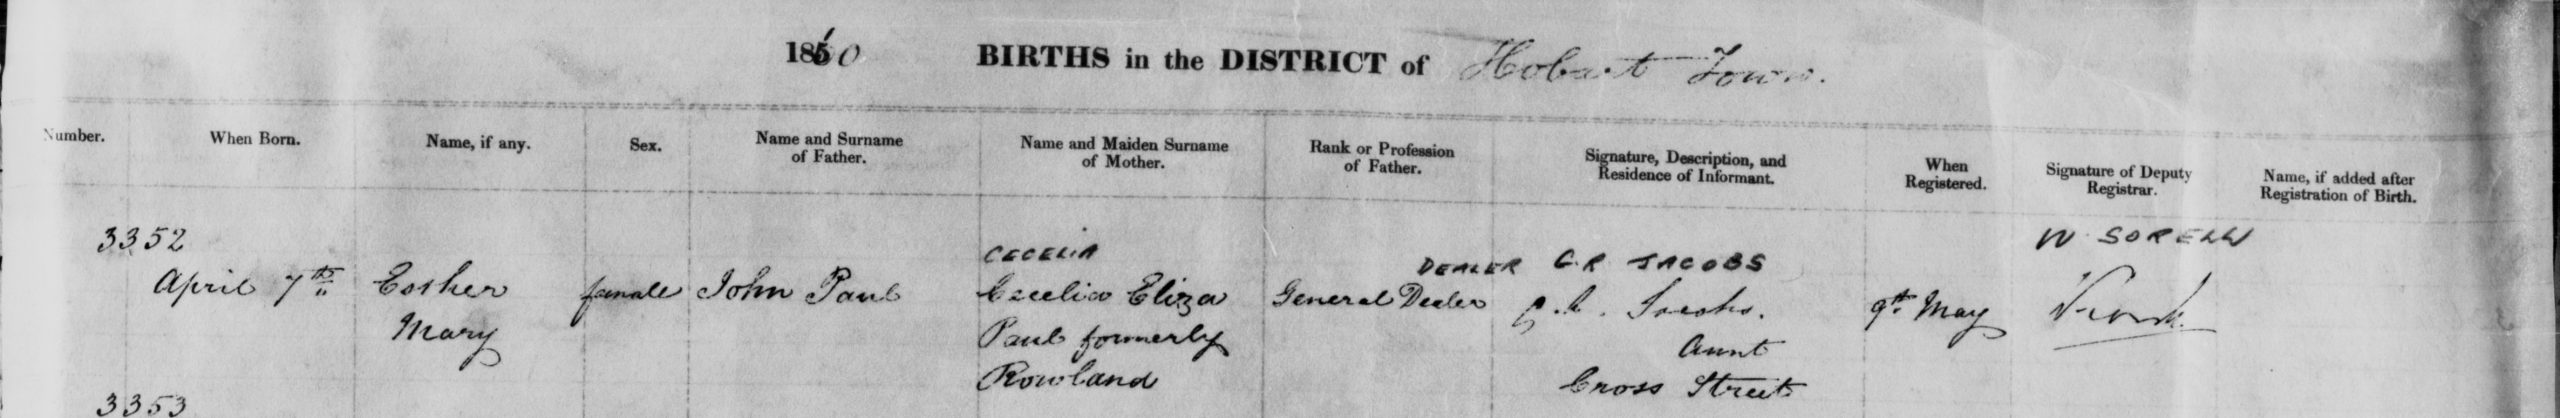 1860 BIRTHS in the DISTRICT of Hobart Town.
Number.
When Born.
Name, if any.
Sex.
Name and Surname
of Father.
Name and Maiden Surname
of Mother.
Rank or Profession
of Father.
Signature, Description, and
Residence of Informant.
When
Registered.
Signature of Deputy
Registrar.
Name, if added after
Registration of Birth.
3352
April 7th
Esther
Mary
female
John Paul
CECELIA
Cecelia Eliza
Paul formerly
Rowland
DEALER
General Dealer
G.R JACOBS
Jacobs.
Aunt
Cross Street
9th May
W. SORELL
3353